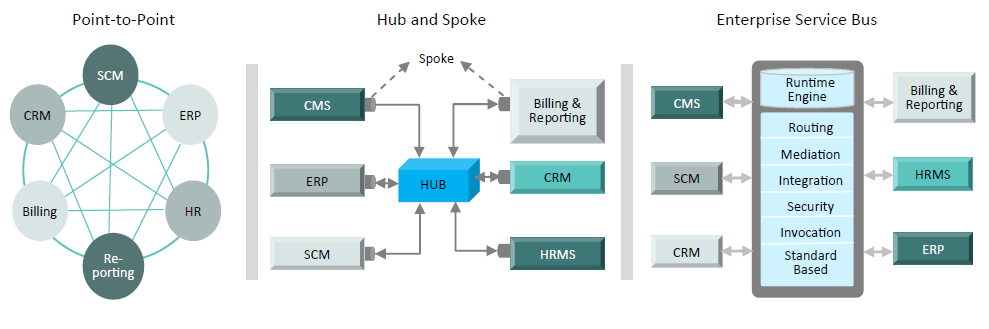 Point-to-Point
SCM
CRM
ERP
Billing
HR
Re-
porting
Hub and Spoke
Spoke
CMS
Billing &
Reporting
ERP
HUB
CRM
SCM
HRMS
Enterprise Service Bus
Runtime
Engine
CMS
Billing &
Reporting
Routing
Mediation
SCM
Integration
HRMS
Security
Invocation
CRM
Standard
Based
ERP